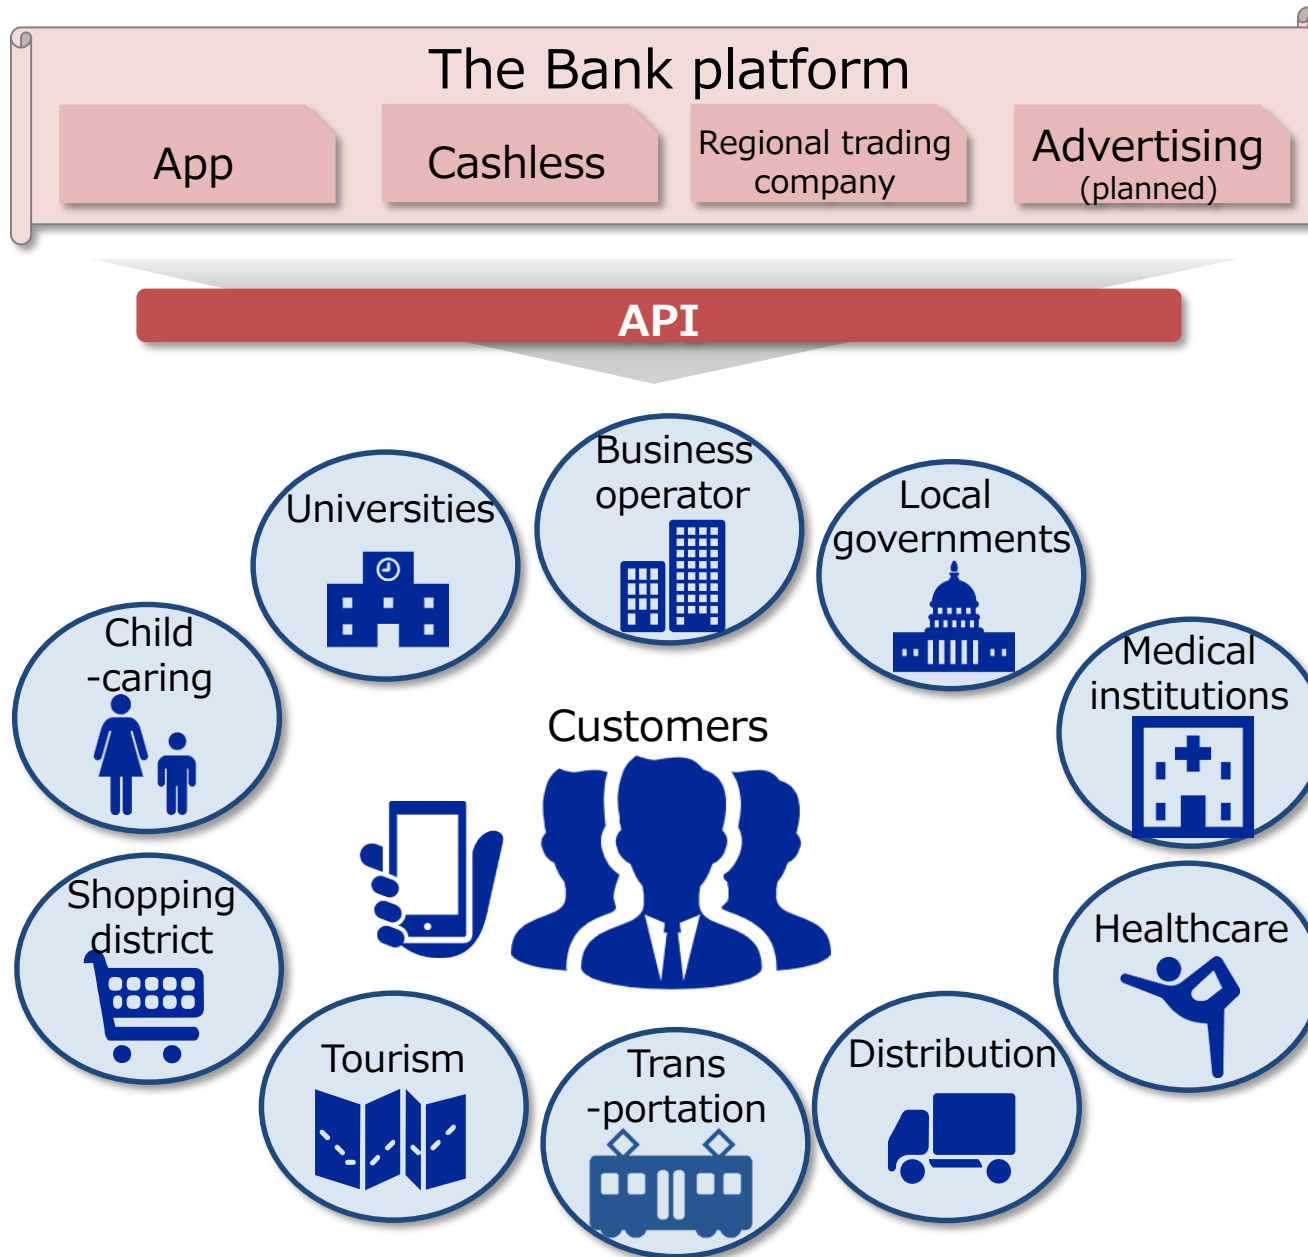 The Bank platform
App
Cashless
Regional trading
company
Advertising
(planned)
API
Business
operator
Universities
Local
governments
Child
-caring
Medical
institutions
Customers
Shopping
district
Healthcare
Tourism
Trans
-portation
Distribution